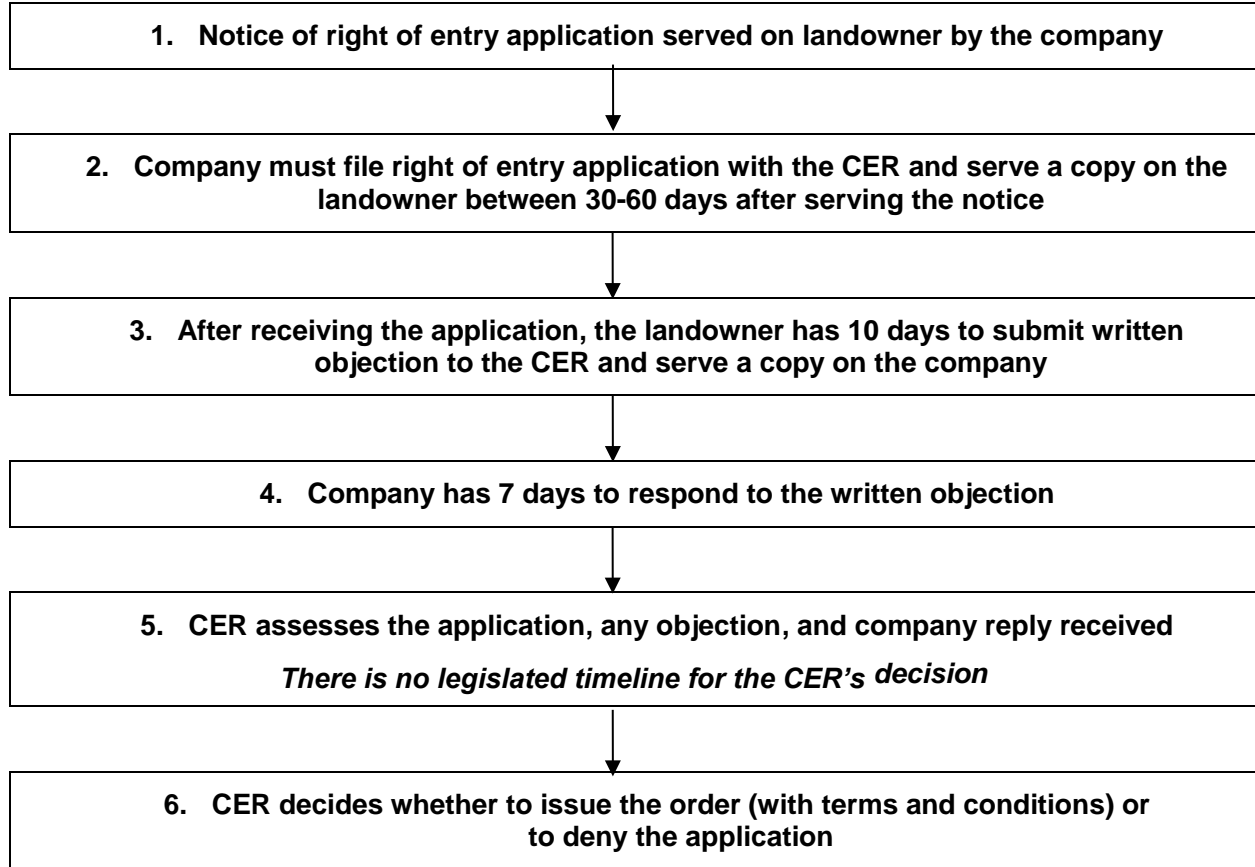 1. Notice of right of entry application served on landowner by the company
2. Company must file right of entry application with the CER and serve a copy on the
landowner between 30-60 days after serving the notice
3. After receiving the application, the landowner has 10 days to submit written
objection to the CER and serve a copy on the company
4. Company has 7 days to respond to the written objection
5. CER assesses the application, any objection, and company reply received
There is no legislated timeline for the CER’s decision
6. CER decides whether to issue the order (with terms and conditions) or
to deny the application